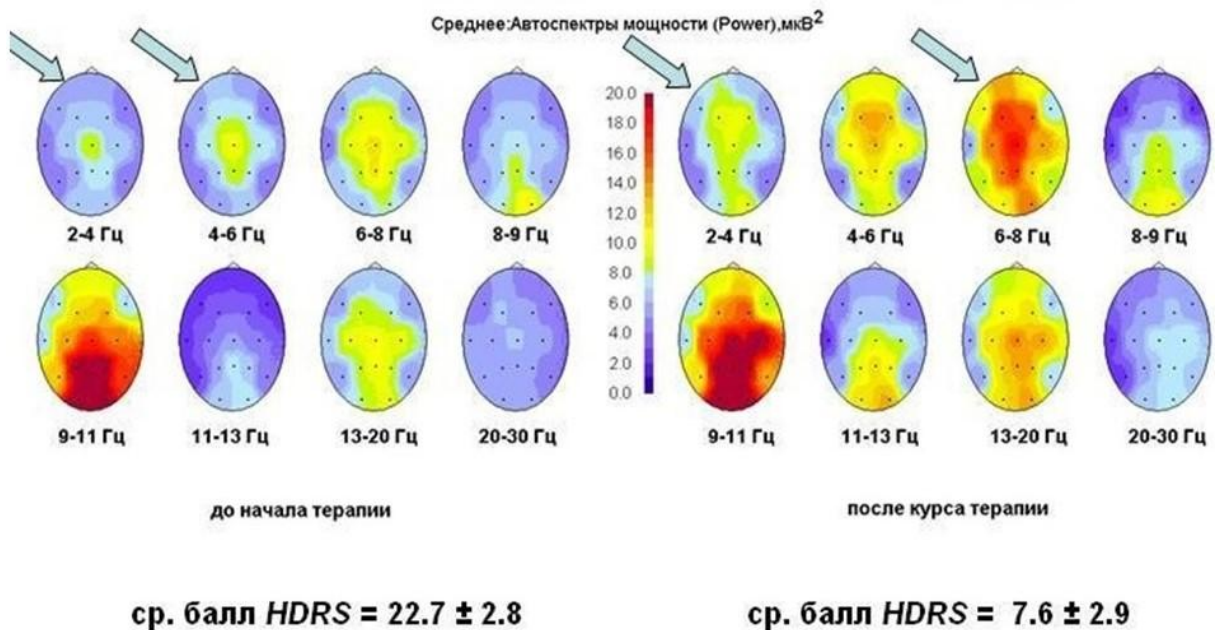 Среднее:Автоспектры мощности (Power),мкВ2
2-4 Гц 4-6 Гц 6-8 Гц 8-9 Гц
20.0
18.0
16.0
14.0
12.0
10.0
8.0
6.0
4.0
2.0
0.0
2-4 Гц 4-6 Гц 6-8 Гц 8-9 Гц
9-11 Гц 11-13 Гц 13-20 Гц 20-30 Гц
9-11 Гц 11-13 Гц 13-20 Гц 20-30 Гц
до начала терапии
после курса терапии
ср. балл HDRS = 22.7 ± 2.8
ср. балл HDRS = 7.6 ± 2.9